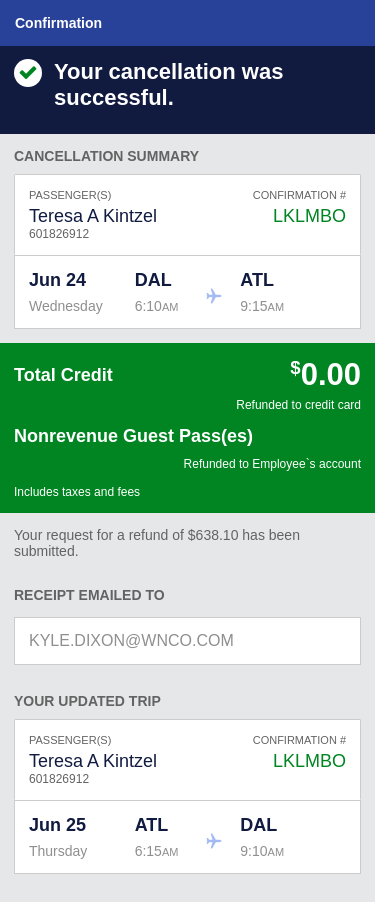 Confirmation
Your cancellation was
successful.
CANCELLATION SUMMARY
PASSENGER(S) CONFIRMATION #
Teresa A Kintzel LKLMBO
601826912
Jun 24 DAL ATL
Wednesday 6:10AM 9:15AM
Total Credit $0.00
Refunded to credit card
Nonrevenue Guest Pass(es)
Refunded to Employee`s account
Includes taxes and fees
Your request for a refund of $638.10 has been
submitted.
RECEIPT EMAILED TO
KYLE.DIXON@WNCO.COM
YOUR UPDATED TRIP
PASSENGER(S) CONFIRMATION #
Teresa A Kintzel LKLMBO
601826912
Jun 25 ATL DAL
Thursday 6:15AM 9:10AM